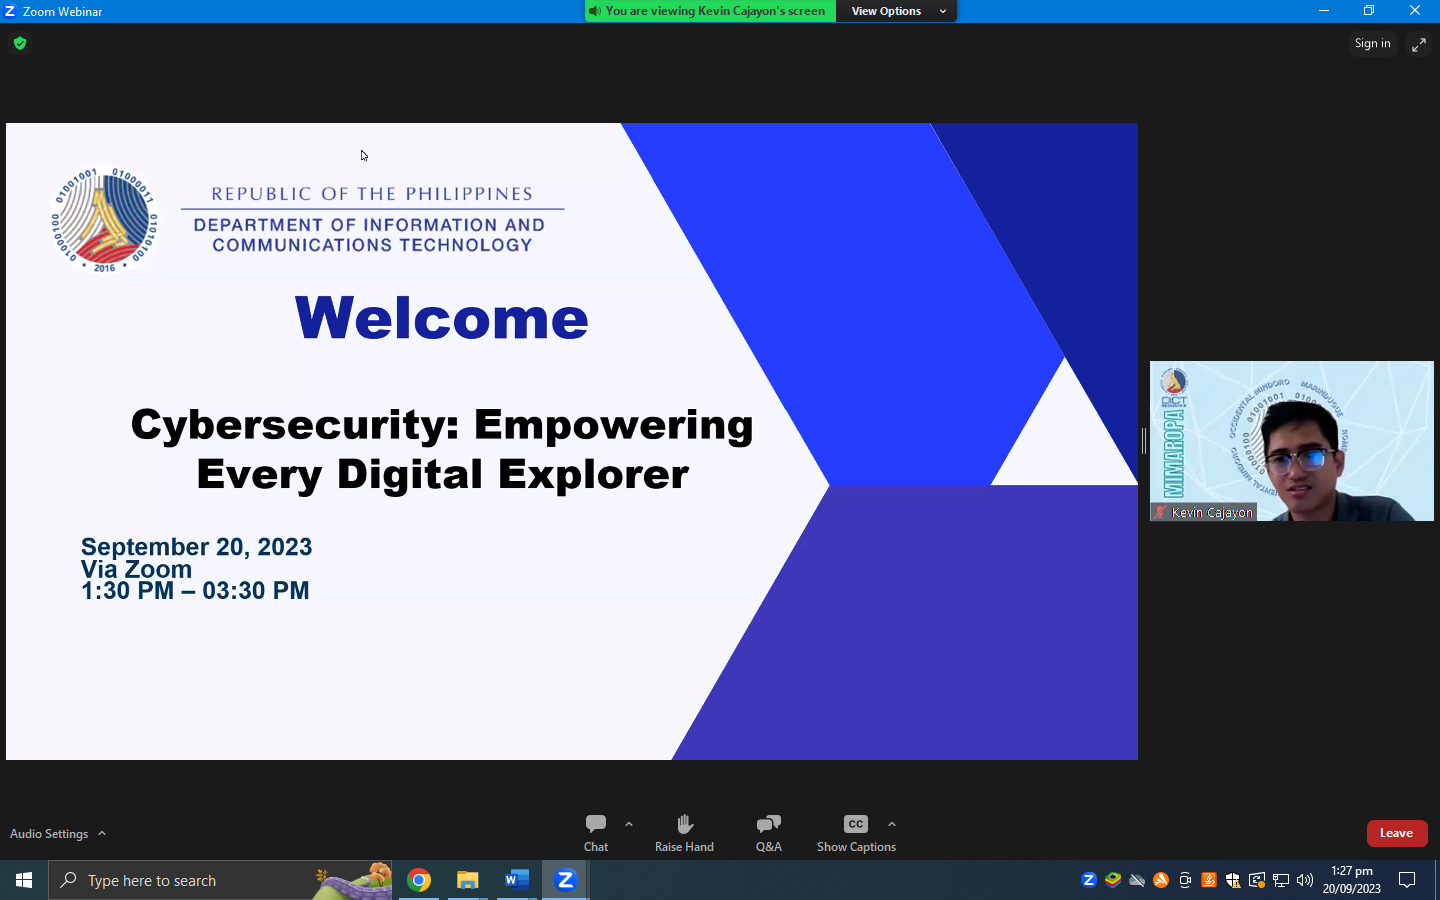 Zoom Webinar
You are viewing Kevin Cajayon's screen
View Options
Sign in
01001001 01000011
01010100
01000100
• 2016 •
REPUBLIC OF THE PHILIPPINES
DEPARTMENT OF INFORMATION AND
COMMUNICATIONS TECHNOLOGY
Welcome
Cybersecurity: Empowering
Every Digital Explorer
September 20, 2023
Via Zoom
1:30 PM – 03:30 PM
DICT
MIMAROPA
OCCIDENTAL MINDORO
MARINDUQUE
Kevin Cajayon
Audio Settings
Chat
Raise Hand
Q&A
CC
Show Captions
Leave
Type here to search
1:27 pm
20/09/2023